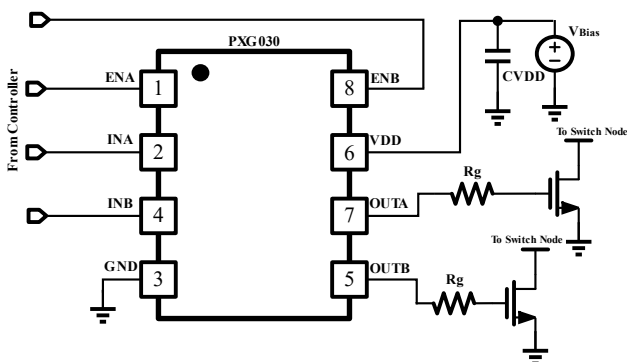 PXG030
From Controller
ENA
1
8
ENB
INA
2
6
VDD
INB
4
7
OUTA
GND
3
5
OUTB
CVDD
VBias
To Switch Node
Rg
To Switch Node
Rg